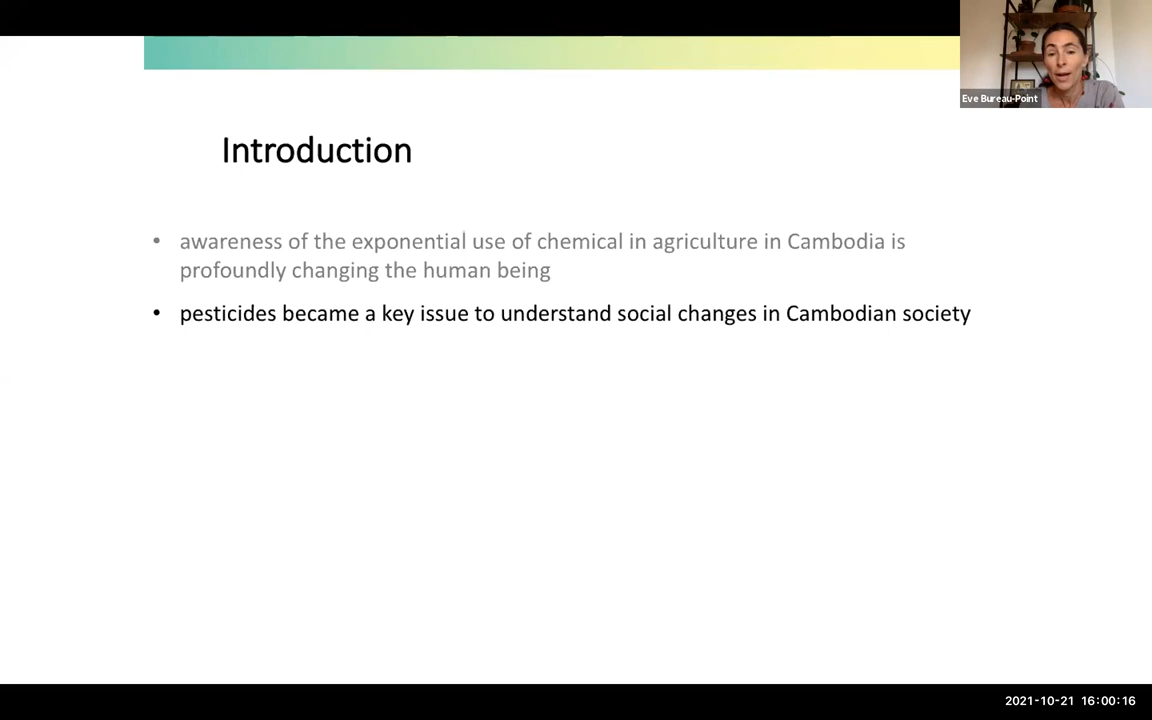 Eve Bureau-Point
Introduction
• awareness of the exponential use of chemical in agriculture in Cambodia is
profoundly changing the human being
• pesticides became a key issue to understand social changes in Cambodian society
2021-10-21 16:00:16